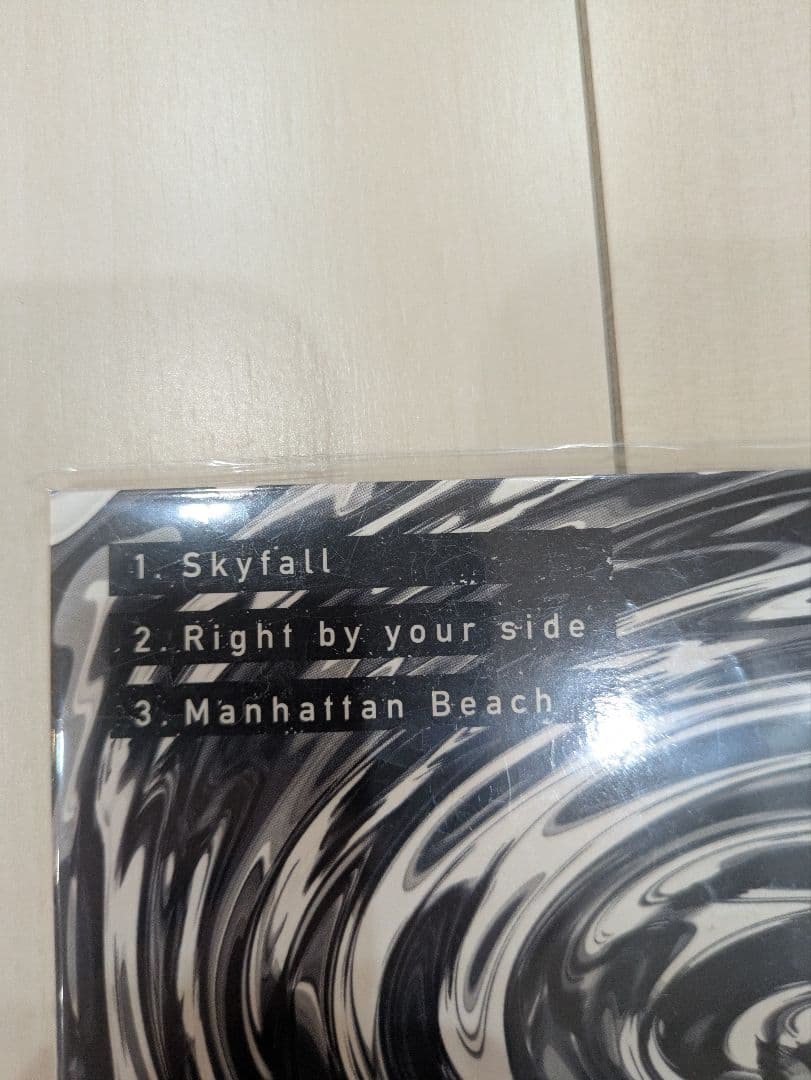 1. Skyfall
2. Right by your side
3. Manhattan Beach